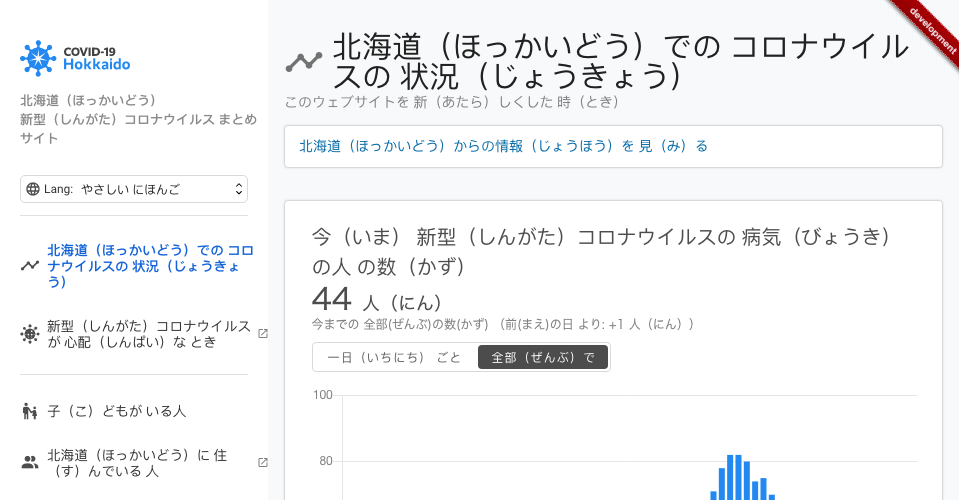 COVID-19
Hokkaido
北海道（ほっかいどう）
新型（しんがた）コロナウイルス まとめ
サイト
Lang: やさしい にほんご
北海道（ほっかいどう）での コロ
ナウイルスの 状況（じょうきょ
う）
新型（しんがた）コロナウイルス
が 心配（しんぱい）な とき
子（こ）どもが いる人
北海道（ほっかいどう）に 住
（す）んでいる 人
北海道（ほっかいどう）での コロナウイル
スの 状況（じょうきょう）
このウェブサイトを 新（あたら）しくした 時（とき）
北海道（ほっかいどう）からの情報（じょうほう）を 見（み）る
今（いま） 新型（しんがた）コロナウイルスの 病気（びょうき）
の人 の数（かず）
44 人（にん）
今までの 全部(ぜんぶ)の数(かず) （前(まえ)の日 より: +1 人（にん））
一日（いちにち） ごと
全部（ぜんぶ）で
100
80
development